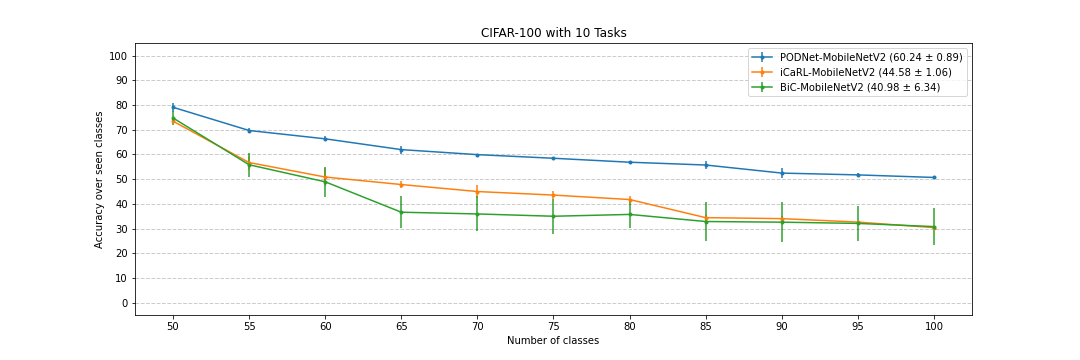 CIFAR-100 with 10 Tasks
PODNet-MobileNetV2 (60.24 ± 0.89)
iCaRL-MobileNetV2 (44.58 ± 1.06)
BiC-MobileNetV2 (40.98 ± 6.34)
Accuracy over seen classes
100
90
80
70
60
50
40
30
20
10
0
50 55 60 65 70 75 80 85 90 95 100
Number of classes